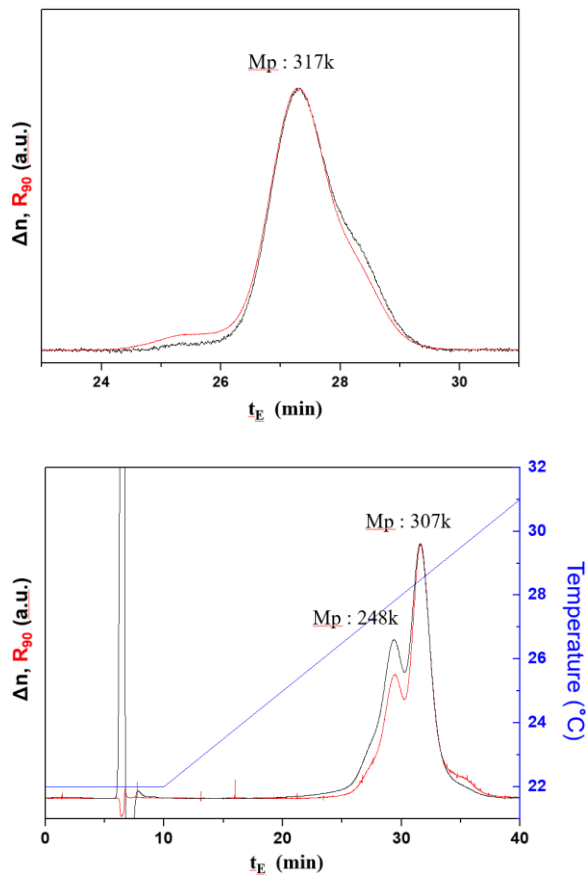 Mp : 317k
Δn, R90 (a.u.)
24 26 28 30
tE (min)
Mp : 307k
Mp : 248k
Δn, R90 (a.u.)
32
30
28
26
24
22
Temperature (°C)
0 10 20 30 40
tE (min)